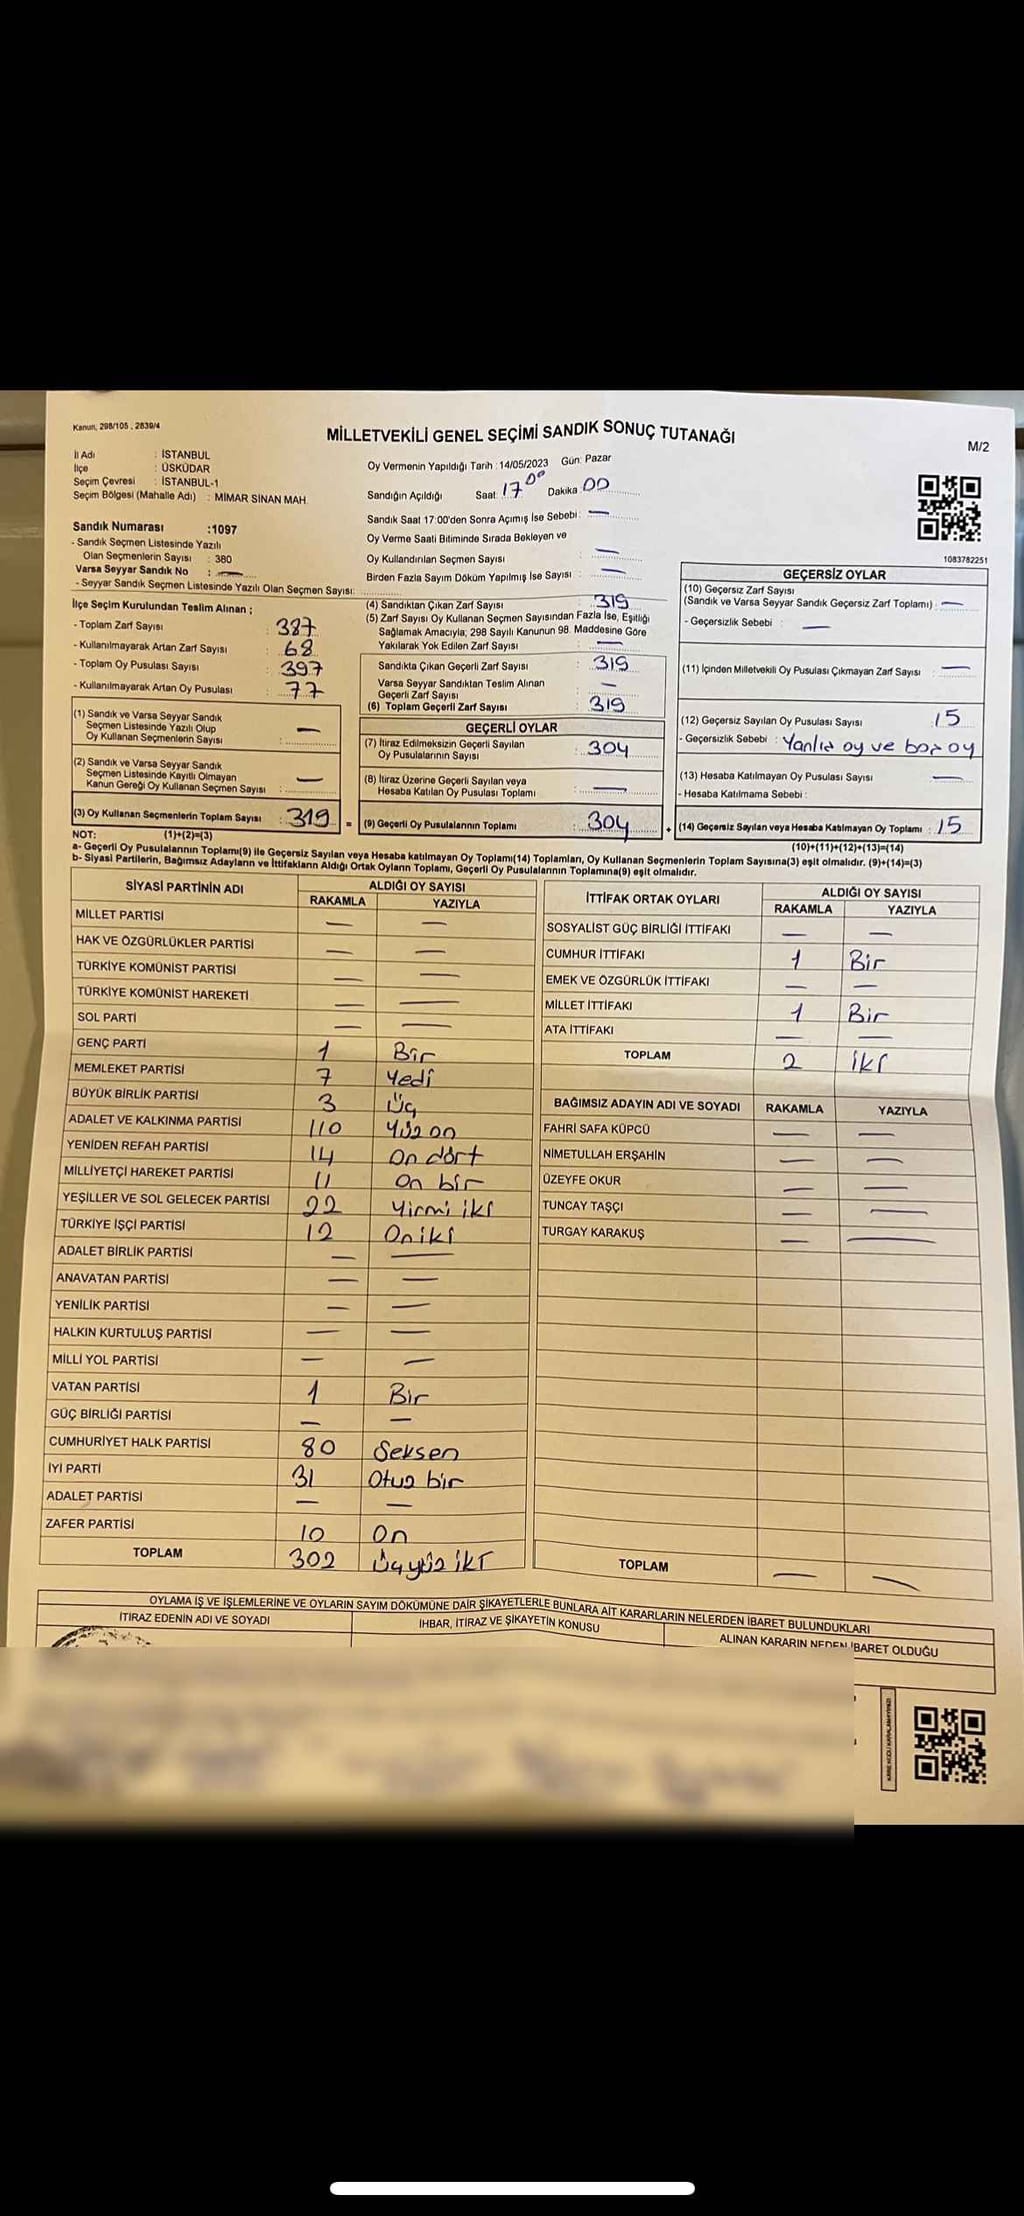 Kanun, 298/105 , 2839/4
MİLLETVEKİLİ GENEL SEÇİMİ SANDIK SONUÇ TUTANAĞI
M/2
İl Adı : İSTANBUL
İlçe : ÜSKÜDAR
Seçim Çevresi : İSTANBUL-1
Seçim Bölgesi (Mahalle Adı) : MİMAR SİNAN MAH.
Oy Vermenin Yapıldığı Tarih : 14/05/2023 Gün: Pazar
Sandığın Açıldığı Saat: 17 00 Dakika 00
Sandık Saat 17:00'den Sonra Açımış İse Sebebi : —
Oy Verme Saati Bitiminde Sırada Bekleyen ve
Oy Kullandırılan Seçmen Sayısı : —
Birden Fazla Sayım Döküm Yapılmış İse Sayısı : —
Sandık Numarası :1097
- Sandık Seçmen Listesinde Yazılı
Olan Seçmenlerin Sayısı : 380
Varsa Seyyar Sandık No : —
- Seyyar Sandık Seçmen Listesinde Yazılı Olan Seçmen Sayısı:
1083782251
İlçe Seçim Kurulundan Teslim Alınan ;
- Toplam Zarf Sayısı : 387
- Kullanılmayarak Artan Zarf Sayısı : 68
- Toplam Oy Pusulası Sayısı : 397
- Kullanılmayarak Artan Oy Pusulası : 77
(1) Sandık ve Varsa Seyyar Sandık
Seçmen Listesinde Yazılı Olup
Oy Kullanan Seçmenlerin Sayısı : —
(2) Sandık ve Varsa Seyyar Sandık
Seçmen Listesinde Kayıtlı Olmayan
Kanun Gereği Oy Kullanan Seçmen Sayısı : —
(3) Oy Kullanan Seçmenlerin Toplam Sayısı : 319 =
(4) Sandıktan Çıkan Zarf Sayısı : 319
(5) Zarf Sayısı Oy Kullanan Seçmen Sayısından Fazla İse, Eşitliği
Sağlamak Amacıyla, 298 Sayılı Kanunun 98. Maddesine Göre
Yakılarak Yok Edilen Zarf Sayısı : —
Sandıkta Çıkan Geçerli Zarf Sayısı : 319
Varsa Seyyar Sandıktan Teslim Alınan
Geçerli Zarf Sayısı : —
(6) Toplam Geçerli Zarf Sayısı : 319
GEÇERLİ OYLAR
(7) İtiraz Edilmeksizin Geçerli Sayılan
Oy Pusulalarının Sayısı : 304
(8) İtiraz Üzerine Geçerli Sayılan veya
Hesaba Katılan Oy Pusulası Toplamı : —
(9) Geçerli Oy Pusulalarının Toplamı : 304 +
GEÇERSİZ OYLAR
(10) Geçersiz Zarf Sayısı
(Sandık ve Varsa Seyyar Sandık Geçersiz Zarf Toplamı) : —
- Geçersizlik Sebebi : —
(11) İçinden Milletvekili Oy Pusulası Çıkmayan Zarf Sayısı : —
(12) Geçersiz Sayılan Oy Pusulası Sayısı : 15
- Geçersizlik Sebebi : Yanlış oy ve boş oy
(13) Hesaba Katılmayan Oy Pusulası Sayısı : —
- Hesaba Katılmama Sebebi :
(14) Geçersiz Sayılan veya Hesaba Katılmayan Oy Toplamı : 15
NOT: (1)+(2)=(3) (10)+(11)+(12)+(13)=(14)
a- Geçerli Oy Pusulalarının Toplamı(9) ile Geçersiz Sayılan veya Hesaba katılmayan Oy Toplamı(14) Toplamları, Oy Kullanan Seçmenlerin Toplam Sayısına(3) eşit olmalıdır. (9)+(14)=(3)
b- Siyasi Partilerin, Bağımsız Adayların ve İttifakların Aldığı Ortak Oyların Toplamı, Geçerli Oy Pusulalarının Toplamına(9) eşit olmalıdır.
SİYASİ PARTİNİN ADI ALDIĞI OY SAYISI
RAKAMLA YAZIYLA
MİLLET PARTİSİ — —
HAK VE ÖZGÜRLÜKLER PARTİSİ — —
TÜRKİYE KOMÜNİST PARTİSİ — —
TÜRKİYE KOMÜNİST HAREKETİ — —
SOL PARTİ — —
GENÇ PARTİ 1 Bir
MEMLEKET PARTİSİ 7 Yedi
BÜYÜK BİRLİK PARTİSİ 3 Üç
ADALET VE KALKINMA PARTİSİ 110 Yüz on
YENİDEN REFAH PARTİSİ 14 On dört
MİLLİYETÇİ HAREKET PARTİSİ 11 On bir
YEŞİLLER VE SOL GELECEK PARTİSİ 22 Yirmi iki
TÜRKİYE İŞÇİ PARTİSİ 12 Oniki
ADALET BİRLİK PARTİSİ — —
ANAVATAN PARTİSİ — —
YENİLİK PARTİSİ — —
HALKIN KURTULUŞ PARTİSİ — —
MİLLİ YOL PARTİSİ — —
VATAN PARTİSİ 1 Bir
GÜÇ BİRLİĞİ PARTİSİ — —
CUMHURİYET HALK PARTİSİ 80 Seksen
İYİ PARTİ 31 Otuz bir
ADALET PARTİSİ — —
ZAFER PARTİSİ 10 On
TOPLAM 302 Üçyüz iki
İTTİFAK ORTAK OYLARI ALDIĞI OY SAYISI
RAKAMLA YAZIYLA
SOSYALİST GÜÇ BİRLİĞİ İTTİFAKI — —
CUMHUR İTTİFAKI 1 Bir
EMEK VE ÖZGÜRLÜK İTTİFAKI — —
MİLLET İTTİFAKI 1 Bir
ATA İTTİFAKI — —
TOPLAM 2 iki
BAĞIMSIZ ADAYIN ADI VE SOYADI RAKAMLA YAZIYLA
FAHRİ SAFA KÜPCÜ — —
NİMETULLAH ERŞAHİN — —
ÜZEYFE OKUR — —
TUNCAY TAŞÇI — —
TURGAY KARAKUŞ — —
TOPLAM — —
OYLAMA İŞ VE İŞLEMLERİNE VE OYLARIN SAYIM DÖKÜMÜNE DAİR ŞİKAYETLERLE BUNLARA AİT KARARLARIN NELERDEN İBARET BULUNDUKLARI
İTİRAZ EDENİN ADI VE SOYADI İHBAR, İTİRAZ VE ŞİKAYETİN KONUSU ALINAN KARARIN NEDEN İBARET OLDUĞU